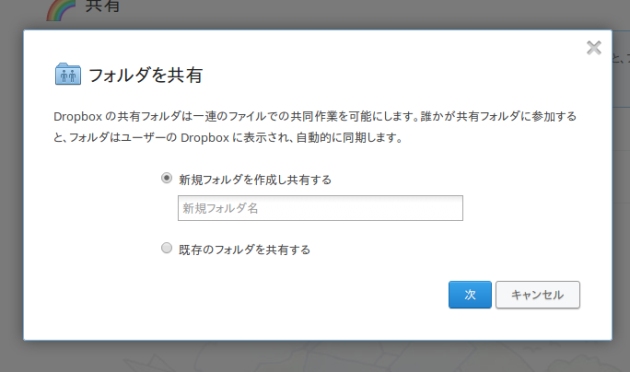 共有
フォルダを共有
Dropbox の共有フォルダは一連のファイルでの共同作業を可能にします。誰かが共有フォルダに参加する
と、フォルダはユーザーの Dropbox に表示され、自動的に同期します。
新規フォルダを作成し共有する
新規フォルダ名
既存のフォルダを共有する
次 キャンセル